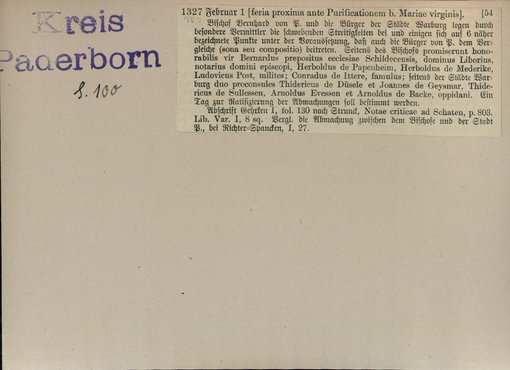 Kreis
Paderborn
S. 100
1327 Februar 1 [feria proxima ante Purificationem b. Mariae virginis]. [54
Bischof Bernhard von P. und die Bürger der Städte Warburg legen durch
besondere Vermittler die schwebenden Streitigkeiten bei und einigen sich auf 6 näher
bezeichnete Punkte unter der Voraussetzung, daß auch die Bürger von P. dem Ver-
gleiche (sona seu compositio) beitreten. Seitens des Bischofs promiserunt hono-
rabilis vir Bernardus prepositus ecclesiae Schildecensis, dominus Liborius,
notarius domini episcopi, Herboldus de Papenheim, Herboldus de Mederike,
Ludovicus Post, milites; Conradus de Ittere, famulus; seitens der Städte War-
burg duo proconsules Thidericus de Düsele et Joannes de Geysmar, Thide-
ricus de Sullessen, Arnoldus Evessen et Arnoldus de Backe, oppidani. Ein
Tag zur Ratifizierung der Abmachungen soll bestimmt werden.
Abschrift Gehrken I, fol. 130 nach Strunck, Notae criticae ad Schaten, p. 803.
Lib. Var. I, 8 sq. Vergl. die Abmachung zwischen dem Bischofe und der Stadt
P., bei Richter-Spancken, I, 27.